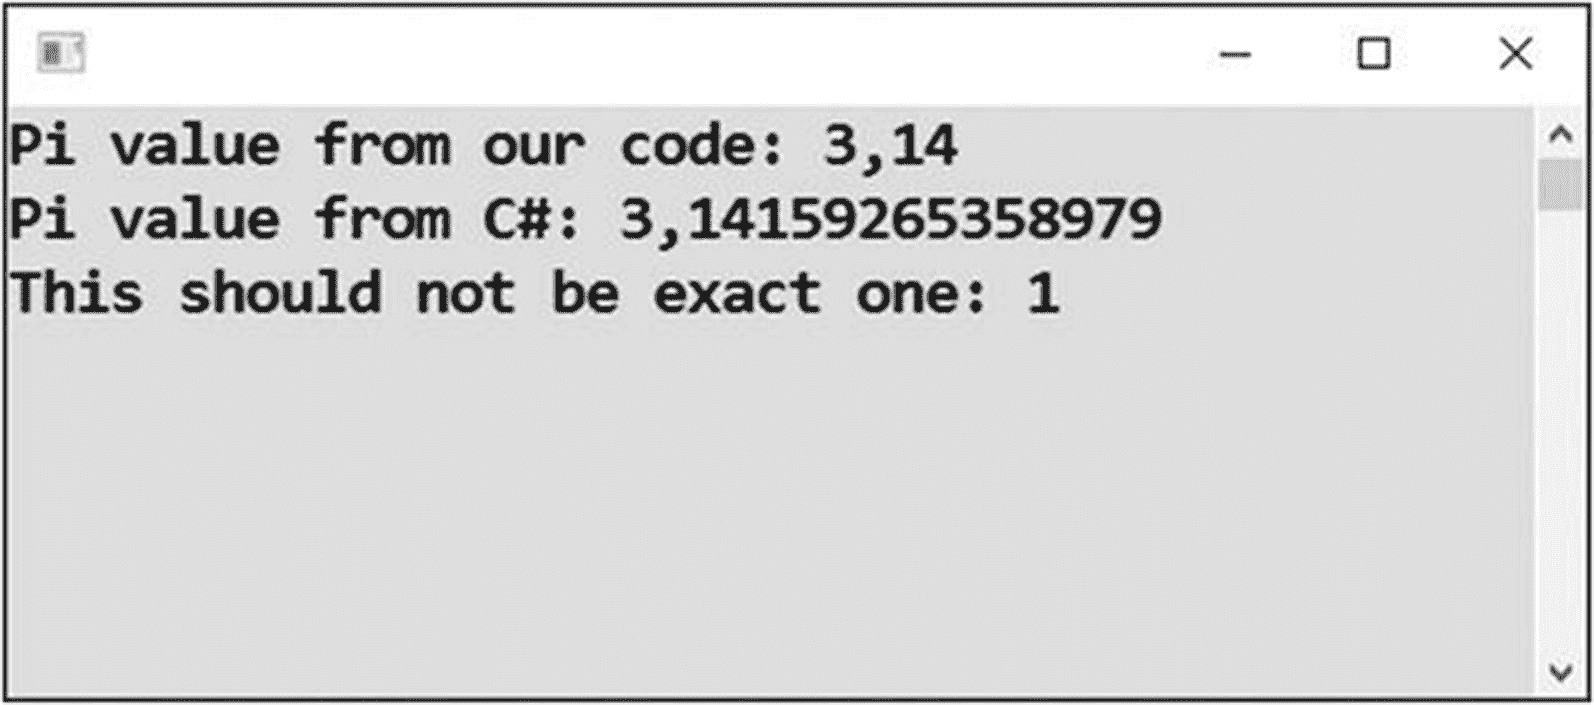 Pi value from our code: 3,14
Pi value from C#: 3,14159265358979
This should not be exact one: 1